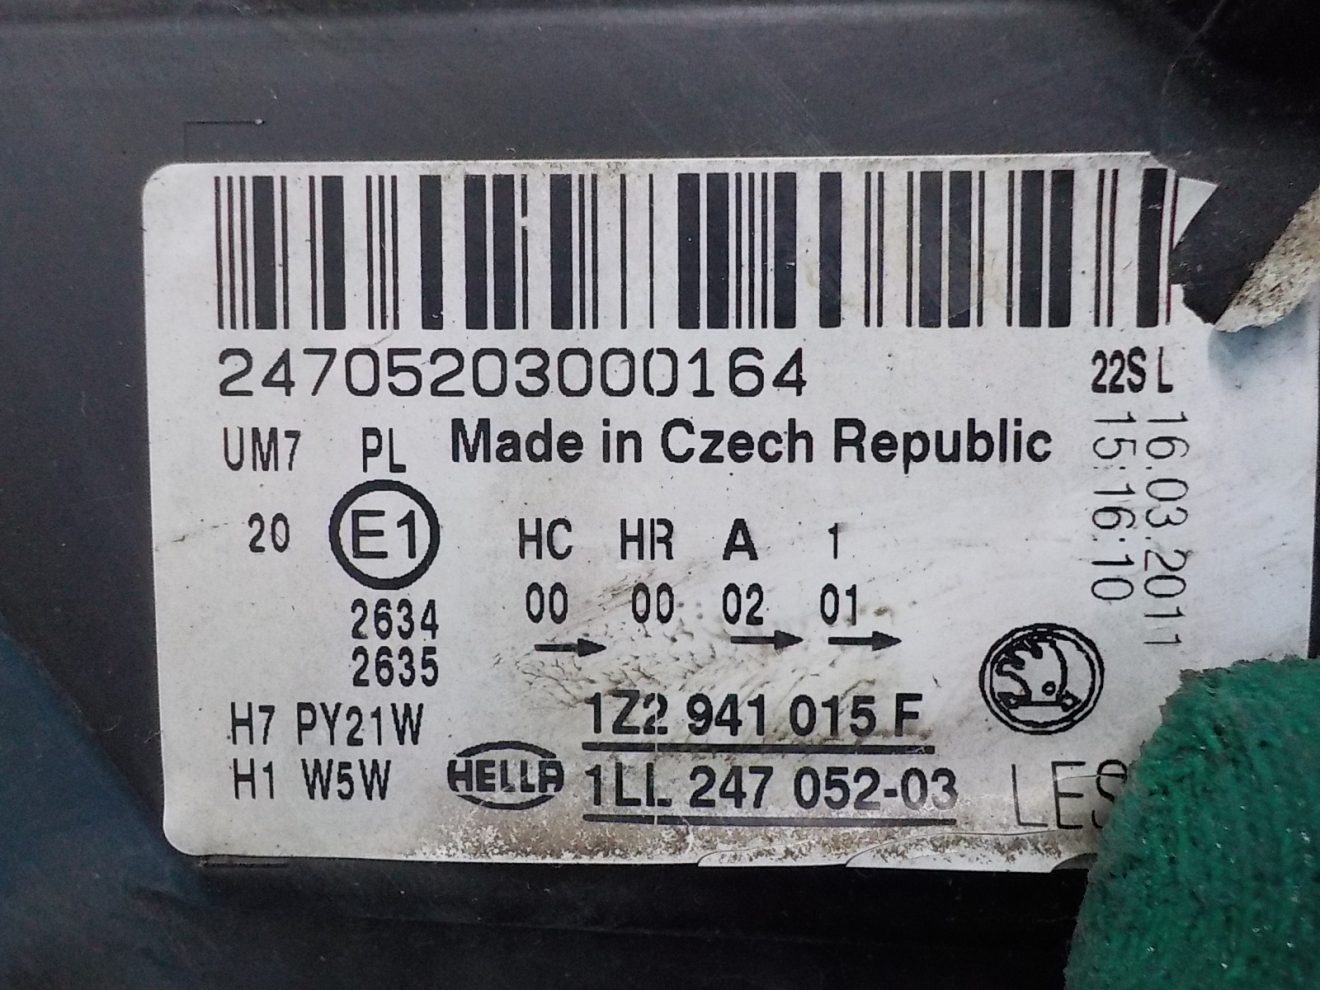 24705203000164
22S L
16.03.2011
15:16:10
UM7 PL Made in Czech Republic
20 E1 HC HR A 1
00 00 02 01
2634
2635
1Z2 941 015 F
H7 PY21W
HELLA 1LL 247 052-03
H1 W5W